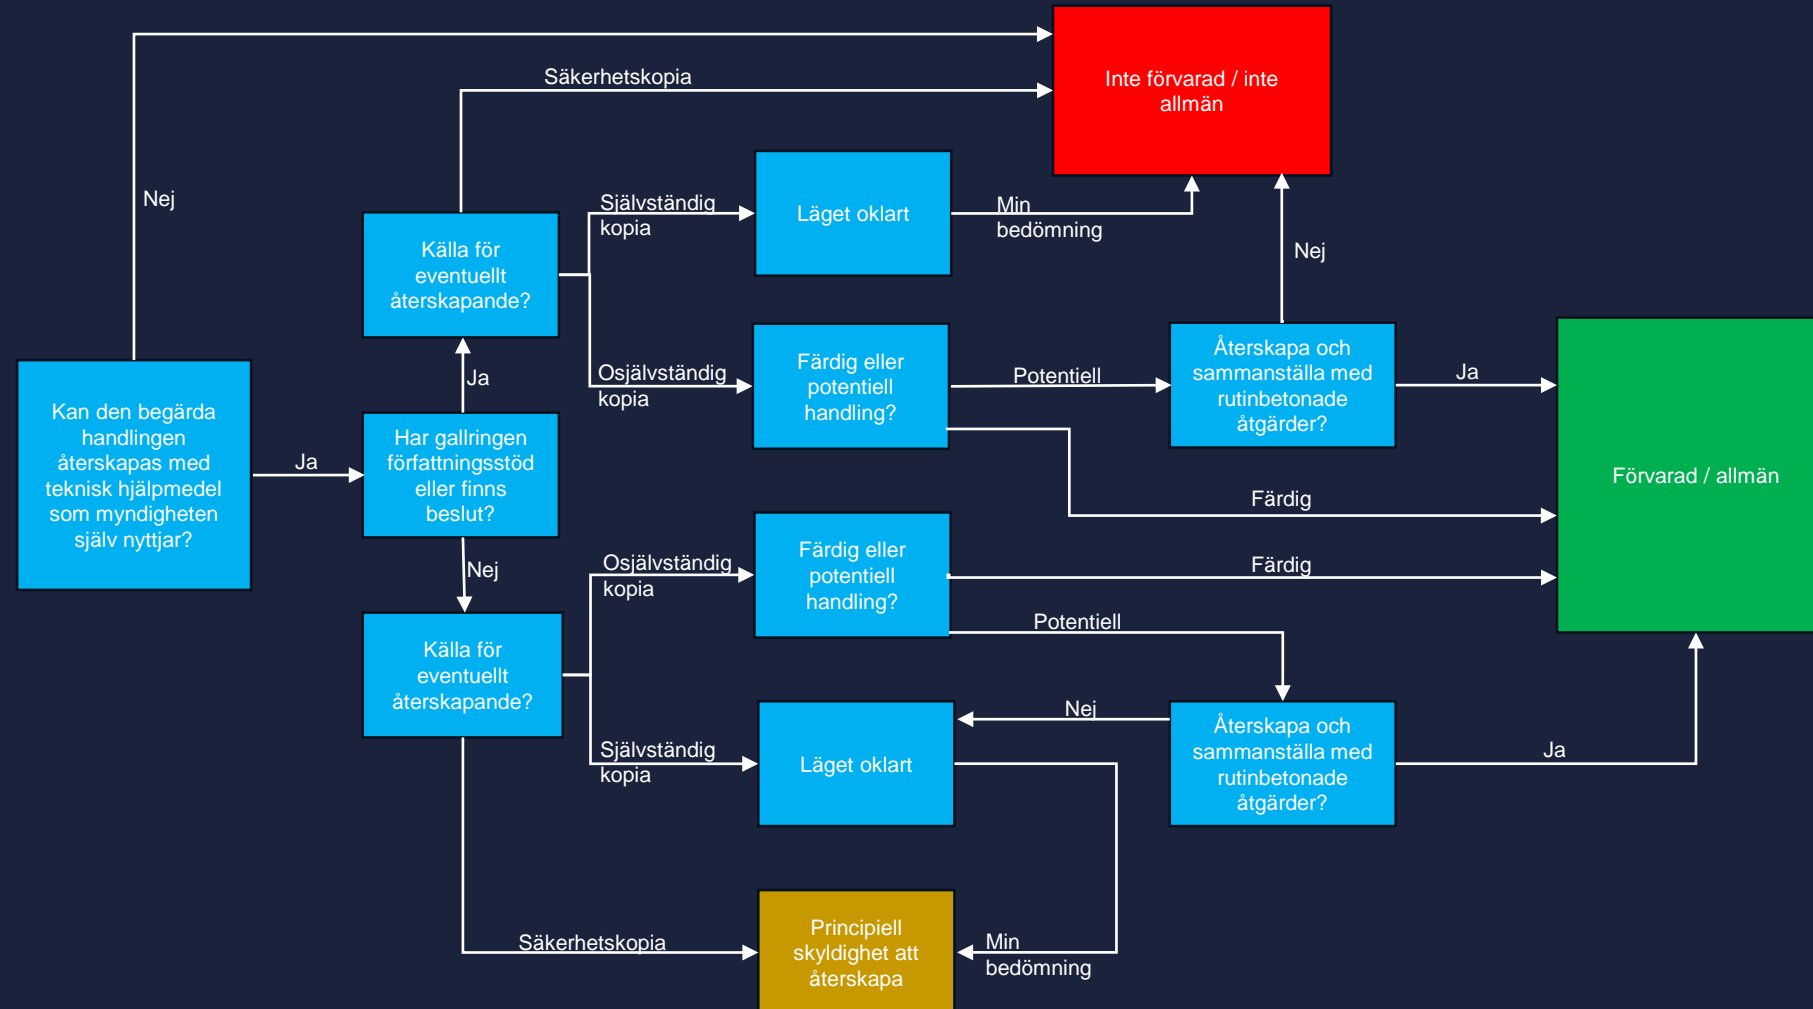 Inte förvarad / inte
allmän
Säkerhetskopia
Nej
Självständig
kopia
Läget oklart
Min
bedömning
Källa för
eventuellt
återskapande?
Nej
Färdig eller
potentiell
handling?
Återskapa och
sammanställa med
rutinbetonade
åtgärder?
Osjälvständig
kopia
Potentiell
Ja
Ja
Kan den begärda
handlingen
återskapas med
teknisk hjälpmedel
som myndigheten
själv nyttjar?
Ja
Har gallringen
författningsstöd
eller finns
beslut?
Förvarad / allmän
Färdig
Nej
Osjälvständig
kopia
Färdig eller
potentiell
handling?
Färdig
Potentiell
Källa för
eventuellt
återskapande?
Nej
Självständig
kopia
Läget oklart
Återskapa och
sammanställa med
rutinbetonade
åtgärder?
Ja
Säkerhetskopia
Principiell
skyldighet att
återskapa
Min
bedömning